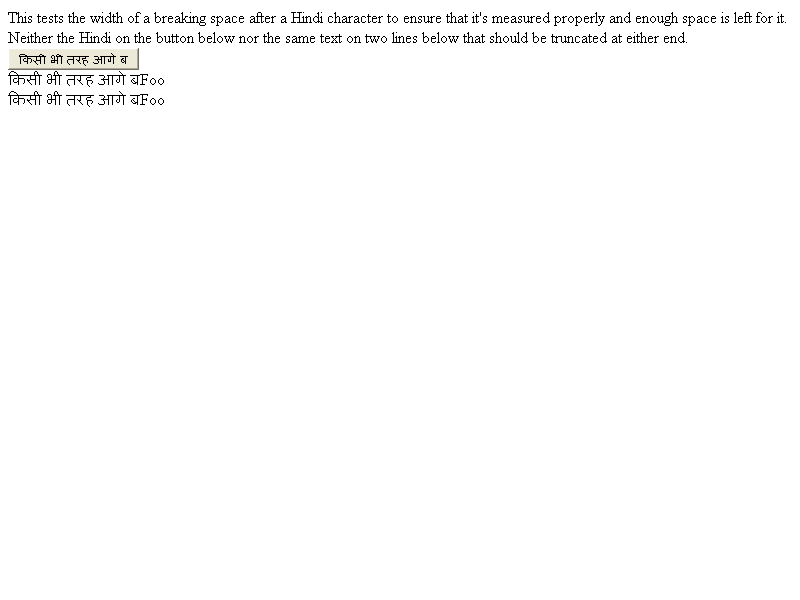 This tests the width of a breaking space after a Hindi character to ensure that it's measured properly and enough space is left for it.
Neither the Hindi on the button below nor the same text on two lines below that should be truncated at either end.
किसी भी तरह आगे ब
किसी भी तरह आगे बFoo
किसी भी तरह आगे बFoo